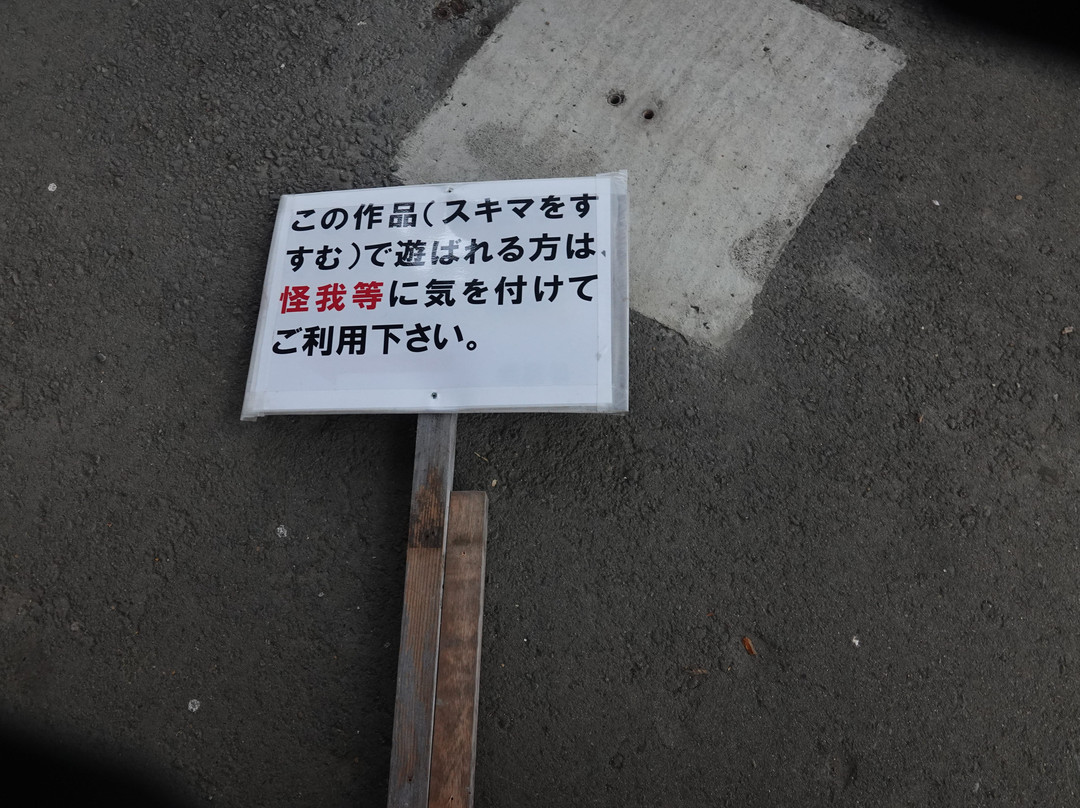 この作品(スキマをす
すむ)で遊ばれる方は、
怪我等に気を付けて
ご利用下さい。